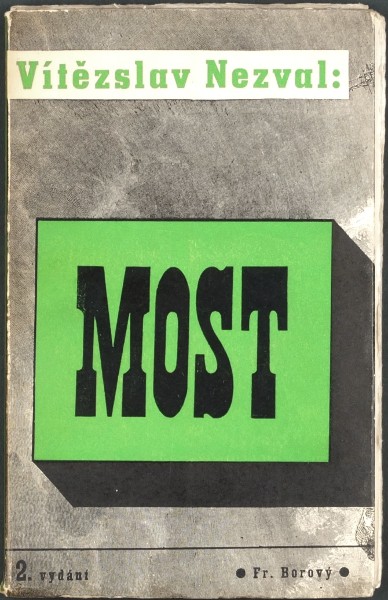 Vítězslav Nezval:
MOST
2. vydání
● Fr. Borový ●